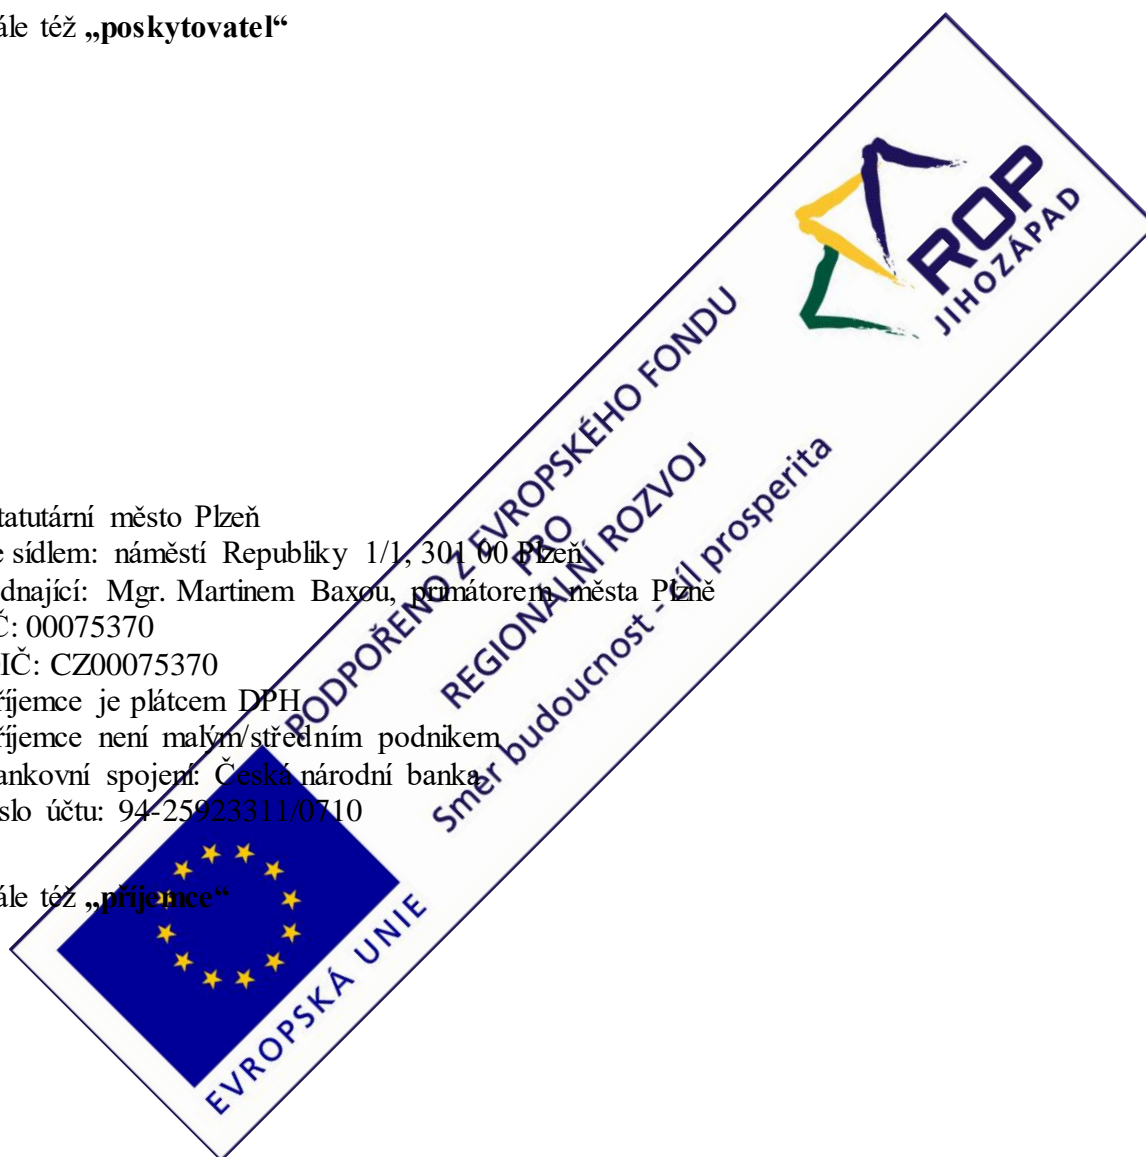 ále též „poskytovatel“
ROP
JIHOZÁPAD
PODPOŘENO Z EVROPSKÉHO FONDU
PRO
REGIONÁLNÍ ROZVOJ
Směr budoucnost - cíl prosperita
tatutární město Plzeň
e sídlem: náměstí Republiky 1/1, 301 00 Plzeň
dnající: Mgr. Martinem Baxou, primátorem města Plzně
Č: 00075370
IČ: CZ00075370
říjemce je plátcem DPH
říjemce není malým/středním podnikem
ankovní spojení: Česká národní banka
slo účtu: 94-25923311/0710
ále též „příjemce“
EVROPSKÁ UNIE